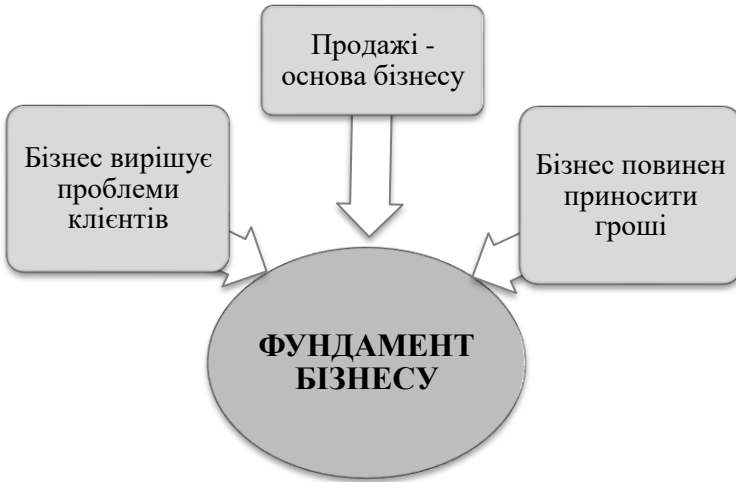 Продажі -
основа бізнесу
Бізнес вирішує
проблеми
клієнтів
Бізнес повинен
приносити
гроші
ФУНДАМЕНТ
БІЗНЕСУ